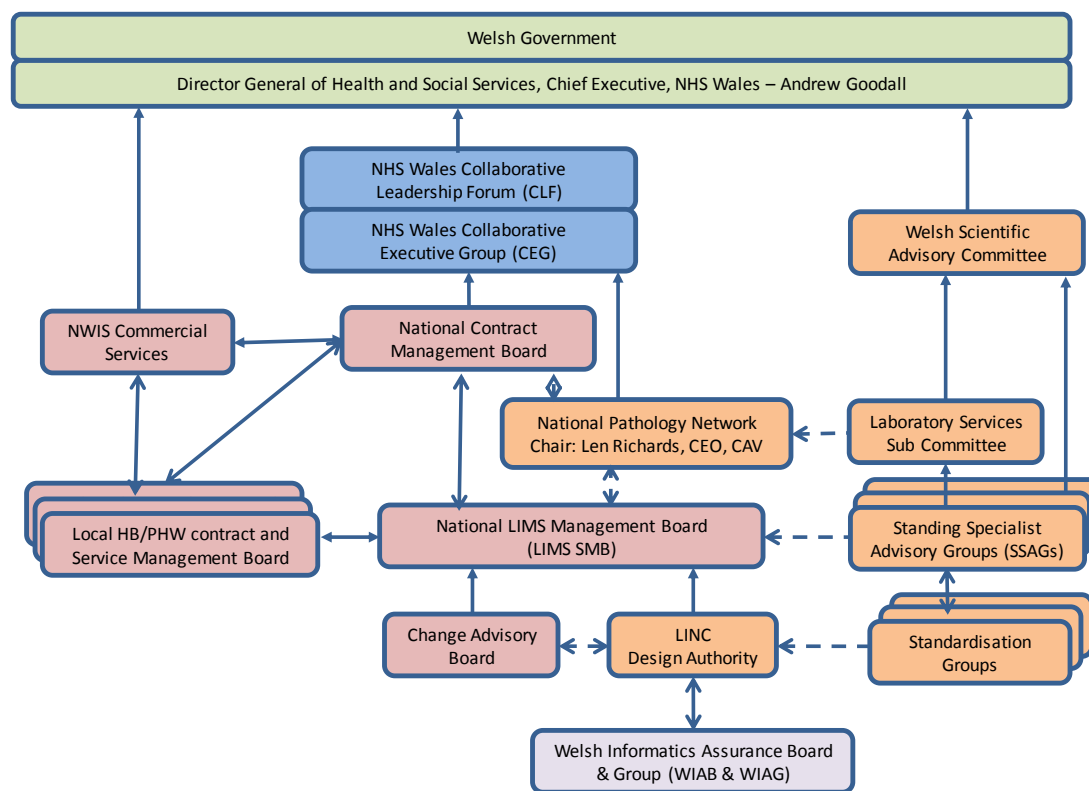 Welsh Government
Director General of Health and Social Services, Chief Executive, NHS Wales – Andrew Goodall
NHS Wales Collaborative
Leadership Forum (CLF)
NHS Wales Collaborative
Executive Group (CEG)
Welsh Scientific
Advisory Committee
NWIS Commercial
Services
National Contract
Management Board
National Pathology Network
Chair: Len Richards, CEO, CAV
Laboratory Services
Sub Committee
Local HB/PHW contract and
Service Management Board
National LIMS Management Board
(LIMS SMB)
Standing Specialist
Advisory Groups (SSAGs)
Change Advisory
Board
LINC
Design Authority
Standardisation
Groups
Welsh Informatics Assurance Board
& Group (WIAB & WIAG)